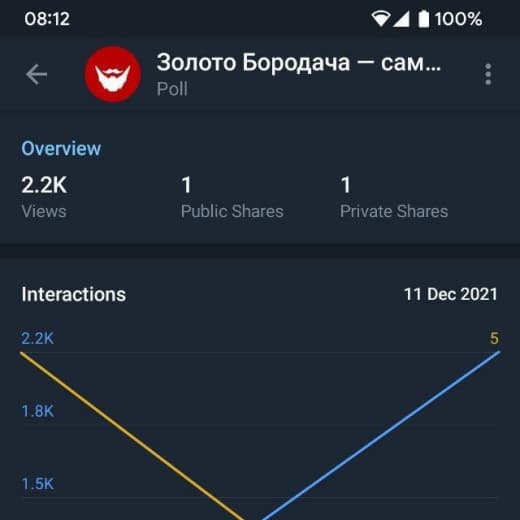 08:12 100%
Золото Бородача — сам...
Poll
Overview
2.2K 1 1
Views Public Shares Private Shares
Interactions 11 Dec 2021
2.2K 5
1.8K
1.5K